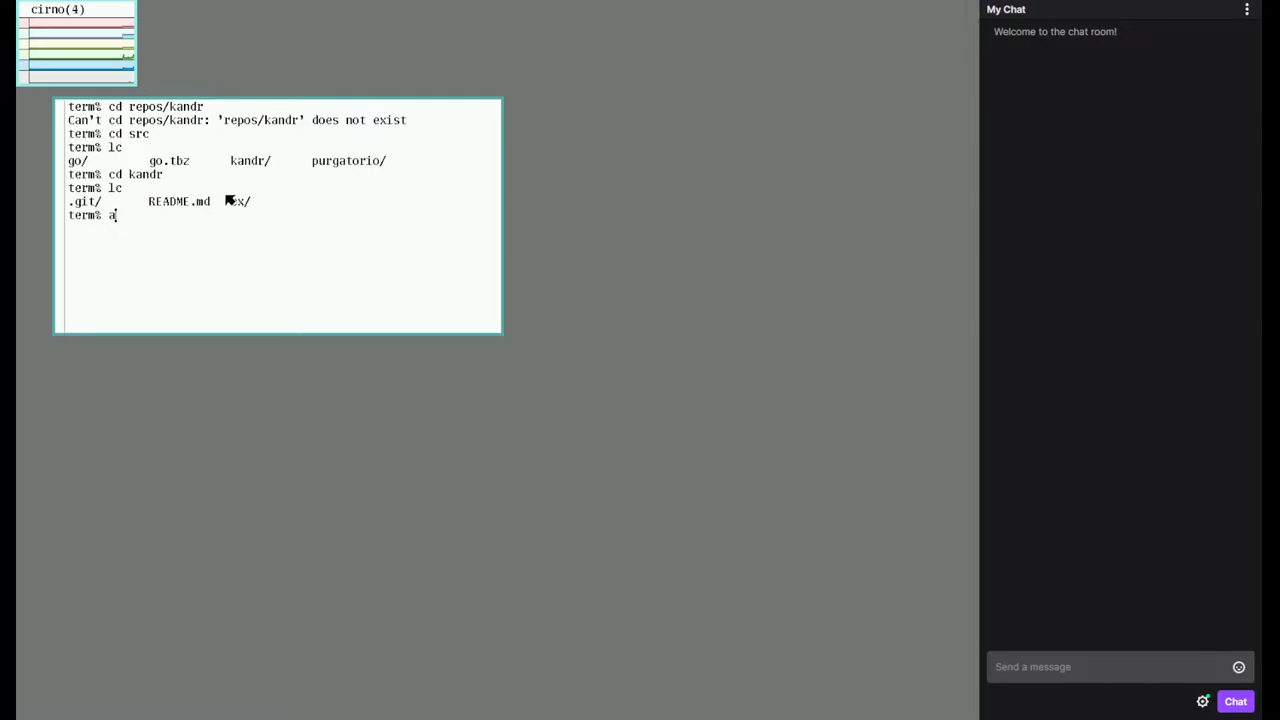 cirno(4)
term% cd repos/kandr
Can't cd repos/kandr: 'repos/kandr' does not exist
term% cd src
term% lc
go/ go.tbz kandr/ purgatorio/
term% cd kandr
term% lc
.git/ README.md
term% a
My Chat
Welcome to the chat room!
Send a message
Chat